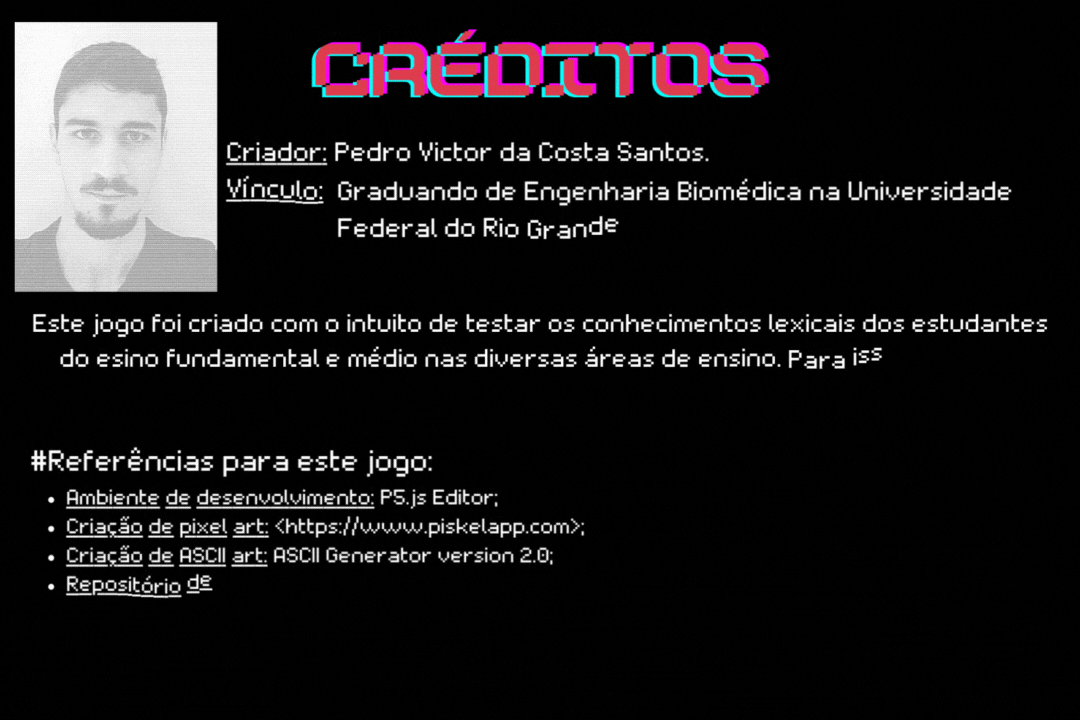 CRÉDITOS
Criador: Pedro Victor da Costa Santos.
Vínculo: Graduando de Engenharia Biomédica na Universidade
Federal do Rio Grande
Este jogo foi criado com o intuito de testar os conhecimentos lexicais dos estudantes
do esino fundamental e médio nas diversas áreas de ensino. Para iss
#Referências para este jogo:
• Ambiente de desenvolvimento: P5.js Editor;
• Criação de pixel art: <https://www.piskelapp.com>;
• Criação de ASCII art: ASCII Generator version 2.0;
• Repositório de